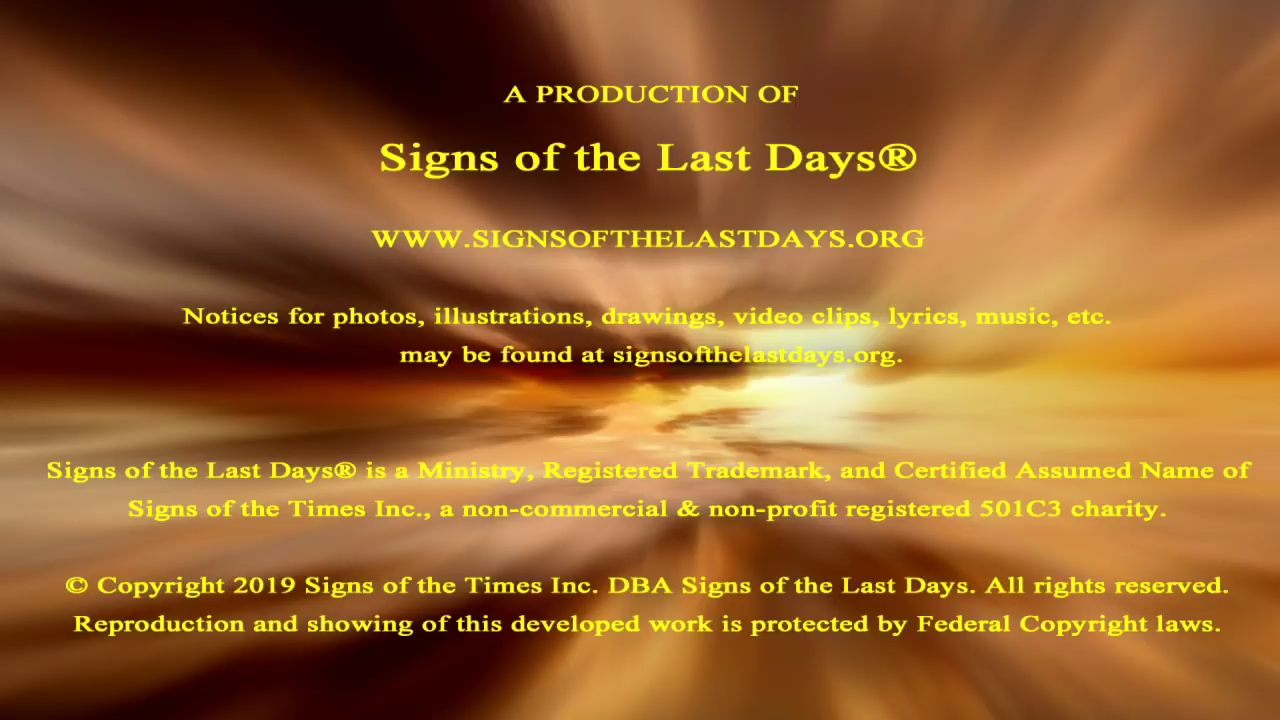 A PRODUCTION OF
Signs of the Last Days®
WWW.SIGNSOFTHELASTDAYS.ORG
Notices for photos, illustrations, drawings, video clips, lyrics, music, etc.
may be found at signsofthelastdays.org.
Signs of the Last Days® is a Ministry, Registered Trademark, and Certified Assumed Name of
Signs of the Times Inc., a non-commercial & non-profit registered 501C3 charity.
© Copyright 2019 Signs of the Times Inc. DBA Signs of the Last Days. All rights reserved.
Reproduction and showing of this developed work is protected by Federal Copyright laws.